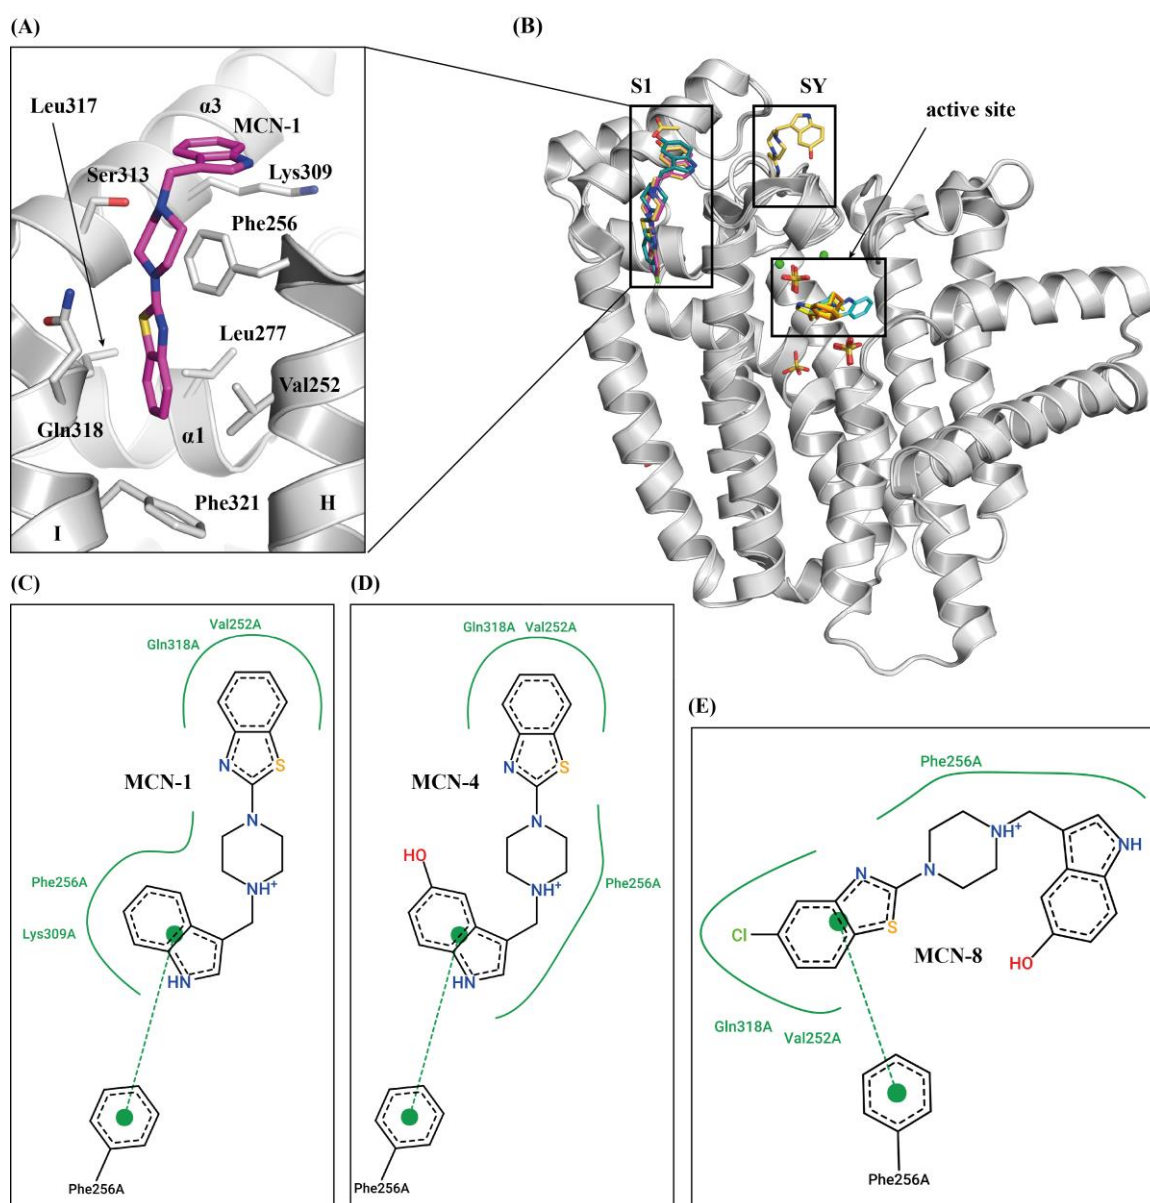 (A)
Leu317
α3
MCN-1
Ser313
Lys309
Phe256
Leu277
Val252
Gln318
α1
Phe321
I
H
(B)
S1
SY
active site
(C)
Val252A
Gln318A
N
S
MCN-1
N
NH+
Phe256A
Lys309A
HN
Phe256A
(D)
Gln318A Val252A
N
S
MCN-4
N
HO
NH+
Phe256A
HN
Phe256A
(E)
Phe256A
NH+
NH
N
N
S
Cl
MCN-8
HO
Gln318A
Val252A
Phe256A